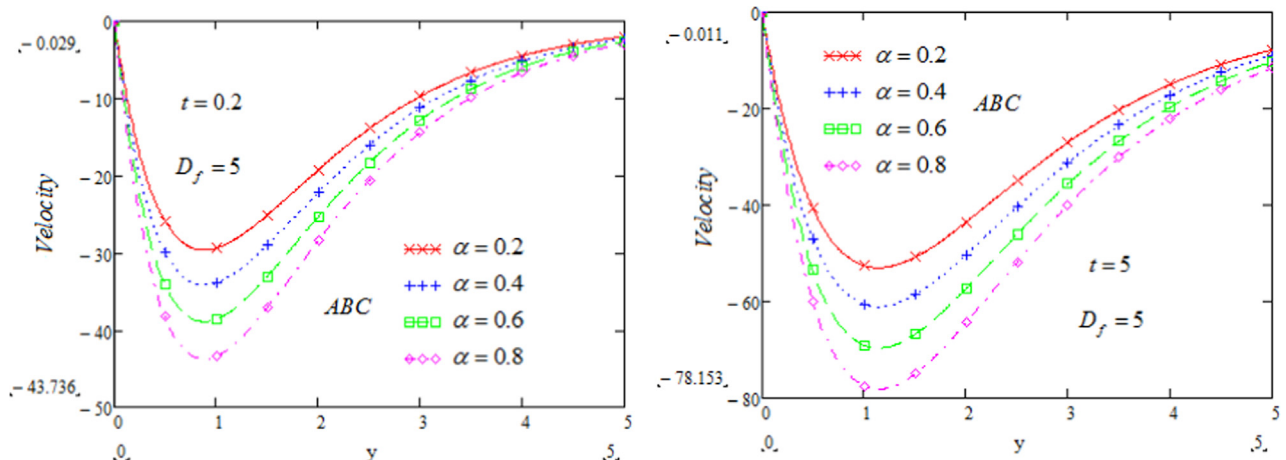 0
-0.029
-10
-20
-30
-40
-43.736
-50
Velocity
t = 0.2
D_f = 5
ABC
α = 0.2
α = 0.4
α = 0.6
α = 0.8
0 1 2 3 4 5
0 y 5
0
-0.011
-20
-40
-60
-78.153
-80
Velocity
α = 0.2
α = 0.4
α = 0.6
α = 0.8
ABC
t = 5
D_f = 5
0 1 2 3 4 5
0 y 5